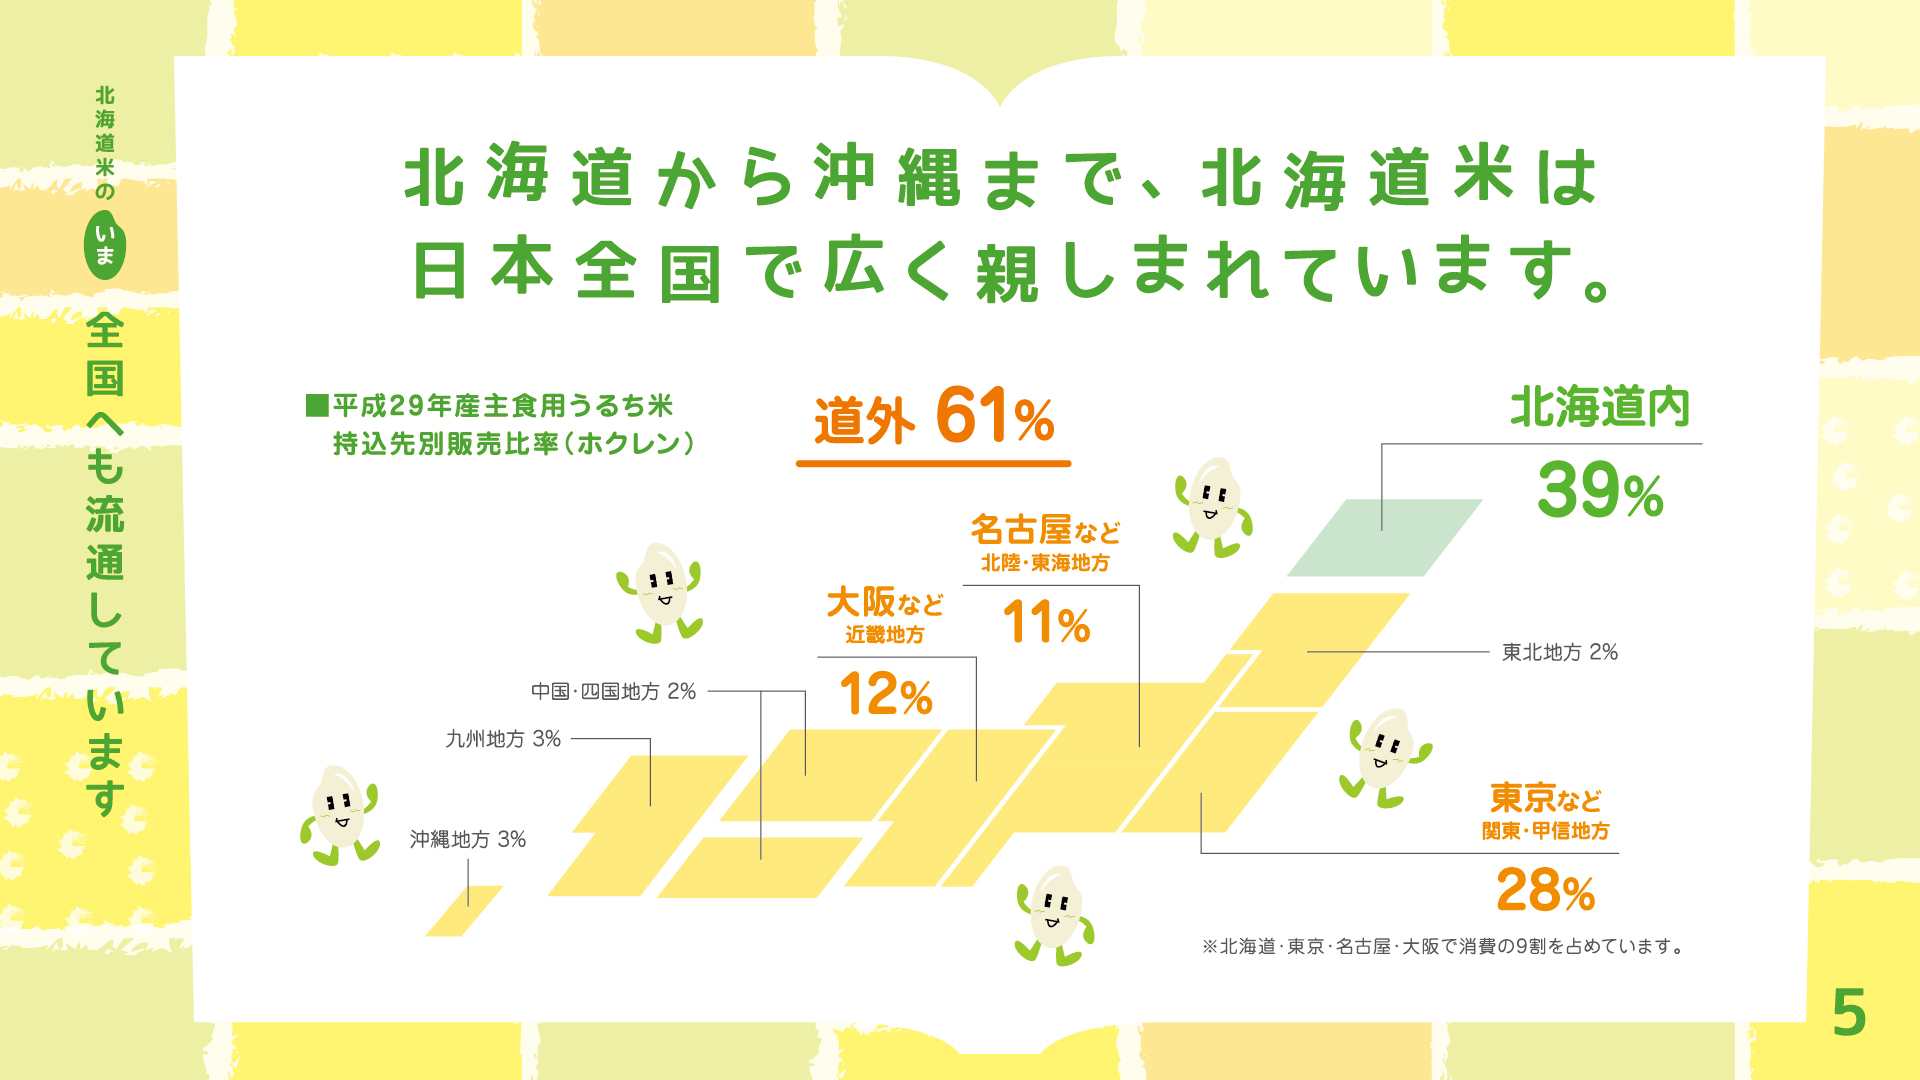 北海道米のいま
全国へも流通しています
北海道から沖縄まで、北海道米は
日本全国で広く親しまれています。
■平成29年産主食用うるち米
持込先別販売比率(ホクレン)
道外 61%
北海道内
39%
名古屋など
北陸・東海地方
11%
大阪など
近畿地方
12%
東北地方 2%
中国・四国地方 2%
九州地方 3%
沖縄地方 3%
東京など
関東・甲信地方
28%
※北海道・東京・名古屋・大阪で消費の9割を占めています。
5